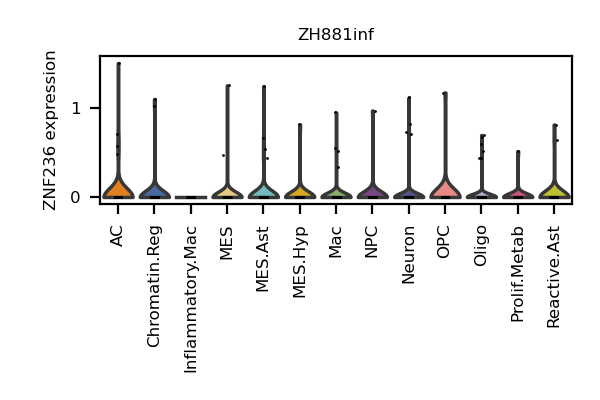 ZH881inf
ZNF236 expression
1
0
AC
Chromatin.Reg
Inflammatory.Mac
MES
MES.Ast
MES.Hyp
Mac
NPC
Neuron
OPC
Oligo
Prolif.Metab
Reactive.Ast